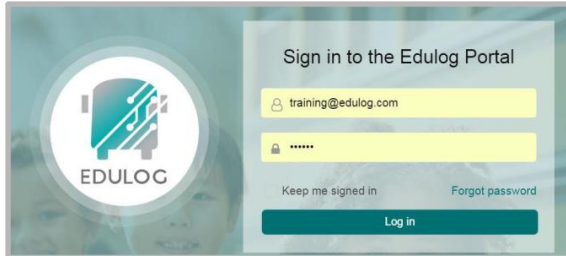 Sign in to the Edulog Portal
training@edulog.com
••••••
EDULOG
Keep me signed in
Forgot password
Log in